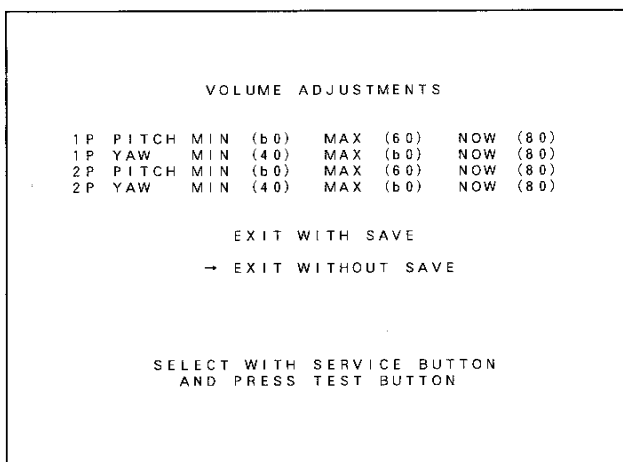 VOLUME ADJUSTMENTS
1P PITCH MIN (b0) MAX (60) NOW (80)
1P YAW MIN (40) MAX (b0) NOW (80)
2P PITCH MIN (b0) MAX (60) NOW (80)
2P YAW MIN (40) MAX (b0) NOW (80)
EXIT WITH SAVE
→ EXIT WITHOUT SAVE
SELECT WITH SERVICE BUTTON
AND PRESS TEST BUTTON